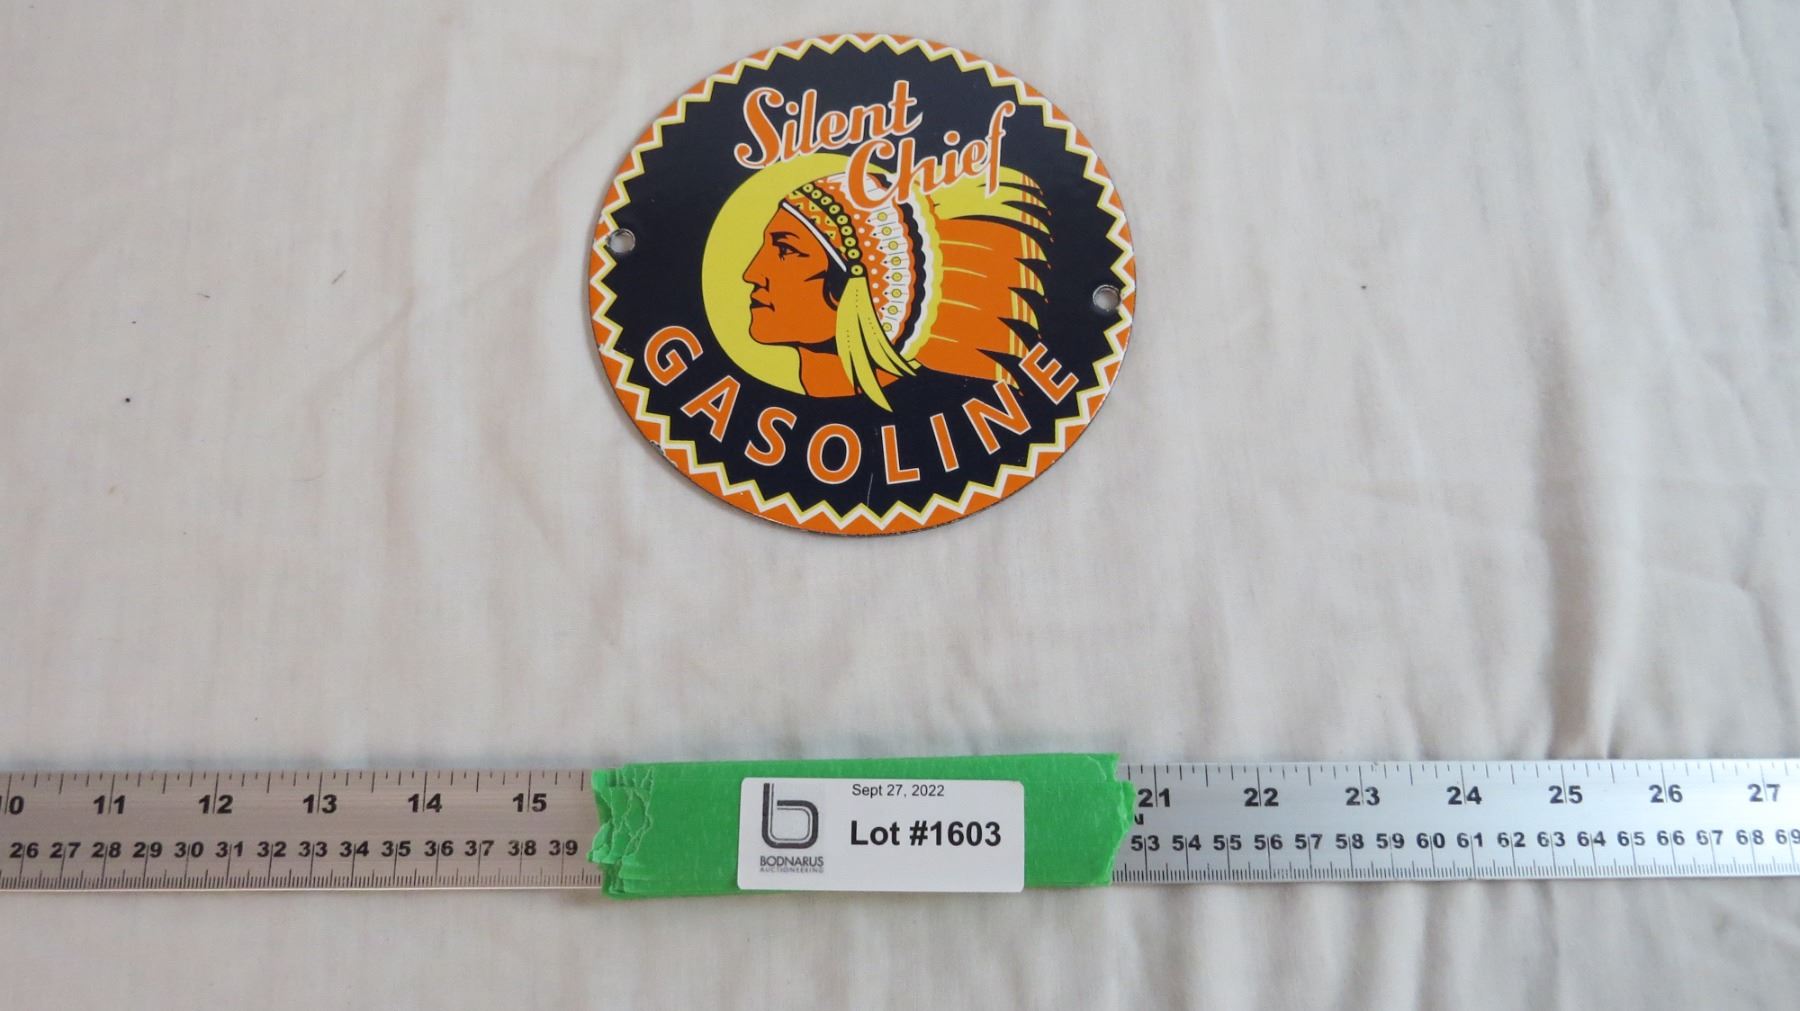 Silent
Chief
GASOLINE
10 11 12 13 14 15 21 22 23 24 25 26 27
26 27 28 29 30 31 32 33 34 35 36 37 38 39 53 54 55 56 57 58 59 60 61 62 63 64 65 66 67 68 69
Sept 27, 2022
Lot #1603
BODNARUS
AUCTIONEERING